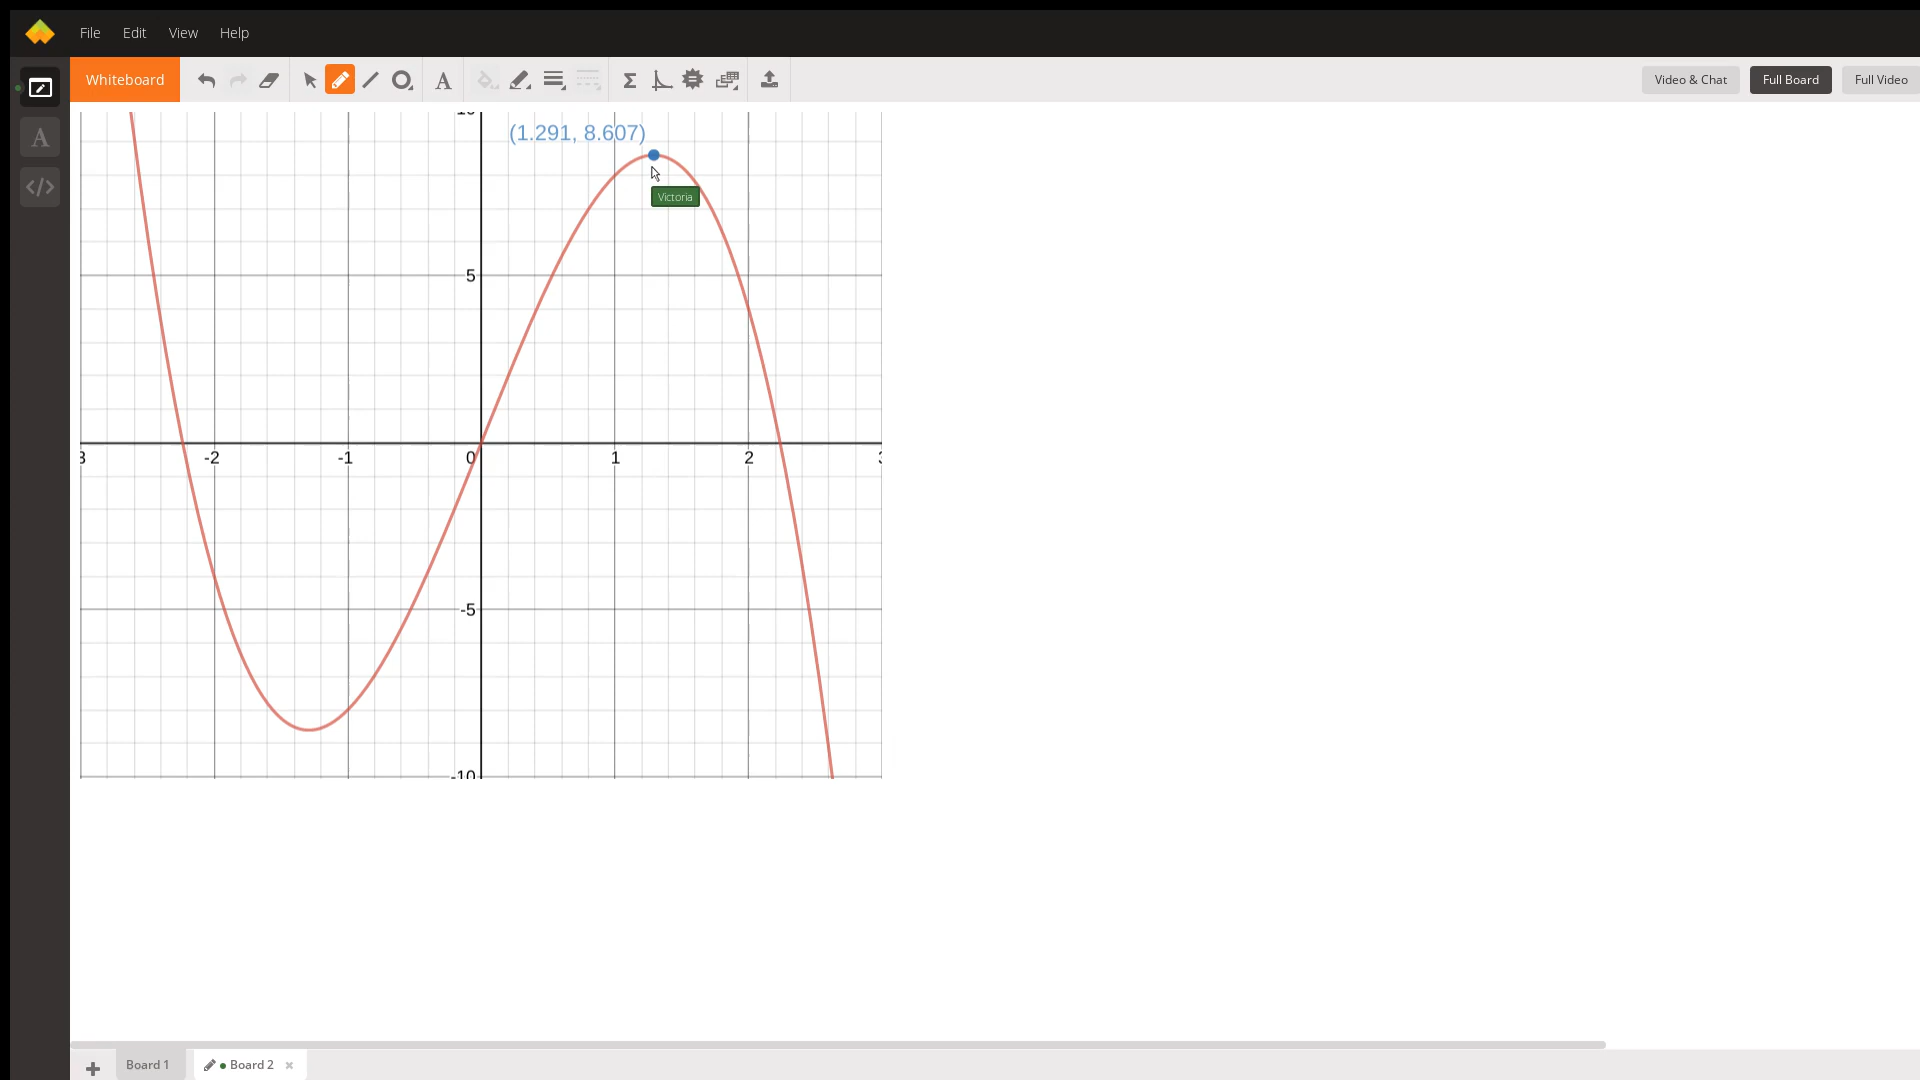 File Edit View Help
Whiteboard
A
Σ
Video & Chat
Full Board
Full Video
A
</>
(1.291, 8.607)
Victoria
5
-2
-1
0
1
2
-5
-10
Board 1
Board 2